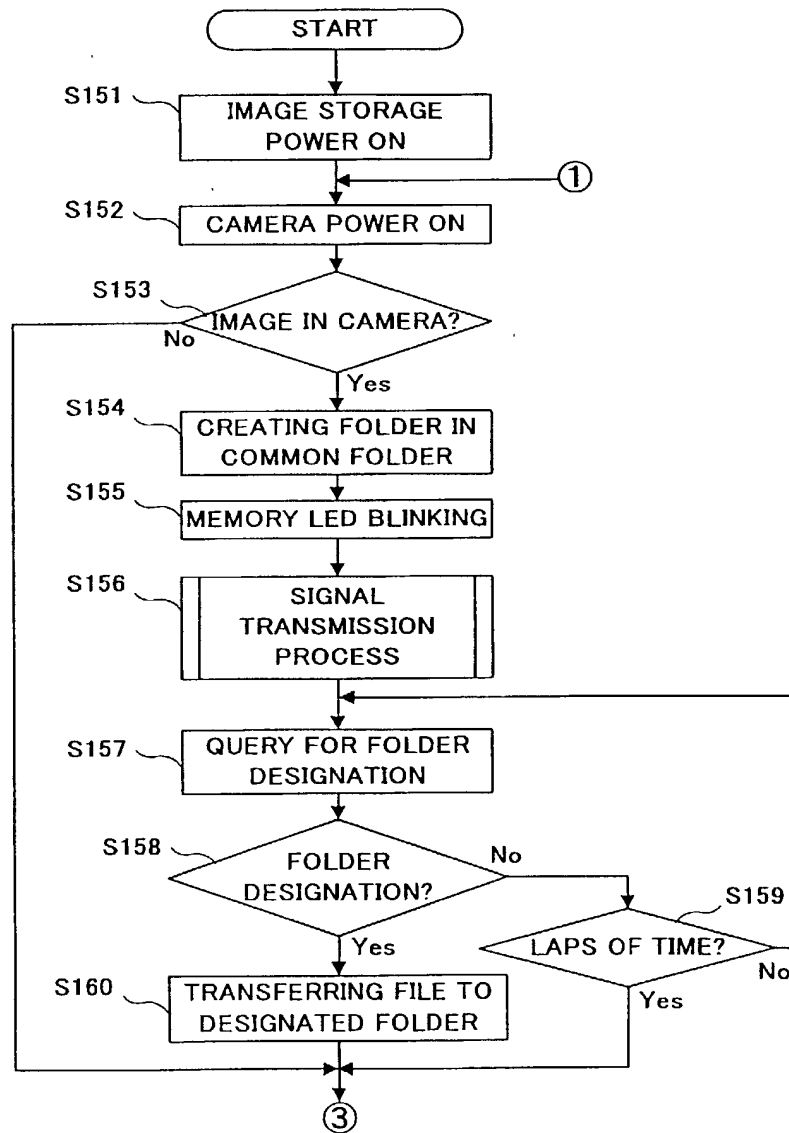 START
S151
IMAGE STORAGE
POWER ON
①
S152
CAMERA POWER ON
S153
IMAGE IN CAMERA?
No
Yes
S154
CREATING FOLDER IN
COMMON FOLDER
S155
MEMORY LED BLINKING
S156
SIGNAL
TRANSMISSION
PROCESS
S157
QUERY FOR FOLDER
DESIGNATION
S158
FOLDER
DESIGNATION?
No
Yes
S159
LAPS OF TIME?
No
Yes
S160
TRANSFERRING FILE TO
DESIGNATED FOLDER
③